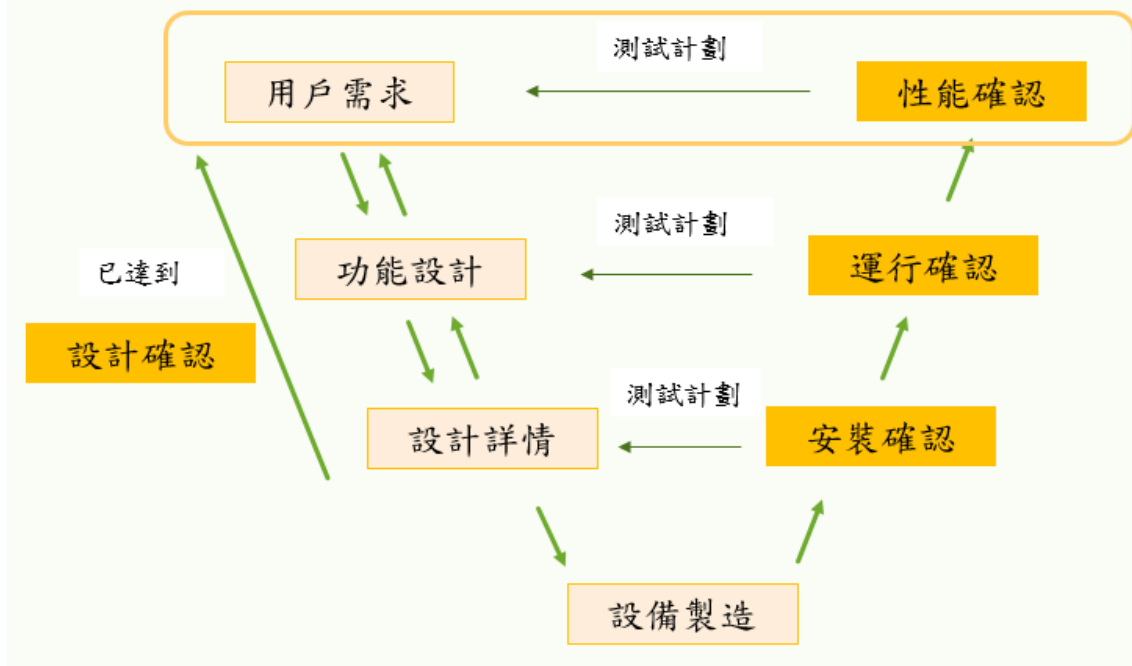 測試計劃
用戶需求
性能確認
測試計劃
已達到
功能設計
運行確認
設計確認
測試計劃
設計詳情
安裝確認
設備製造